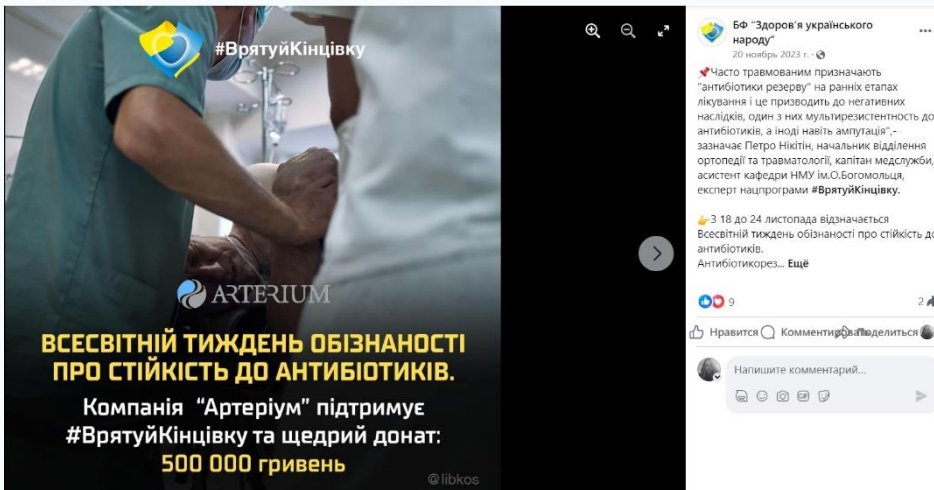 #ВрятуйКінцівку
ARTERIUM
ВСЕСВІТНІЙ ТИЖДЕНЬ ОБІЗНАНОСТІ
ПРО СТІЙКІСТЬ ДО АНТИБІОТИКІВ.
Компанія "Артеріум" підтримує
#ВрятуйКінцівку та щедрий донат:
500 000 гривень
@libkos
БФ "Здоров'я українського
народу"
20 ноябрь 2023 г.
📌Часто травмованим призначають
"антибіотики резерву" на ранніх етапах
лікування і це призводить до негативних
наслідків, один з них мультирезистентность до
антибіотиків, а іноді навіть ампутація",-
зазначає Петро Нікітін, начальник відділення
ортопедії та травматології, капітан медслужби,
асистент кафедри НМУ ім.О.Богомольця,
експерт нацпрограми #ВрятуйКінцівку.
👉З 18 до 24 листопада відзначається
Всесвітній тиждень обізнаності про стійкість до
антибіотиків.
Антибіотикорез... Ещё
9
2
Нравится Комментировать Поделиться
Напишите комментарий...